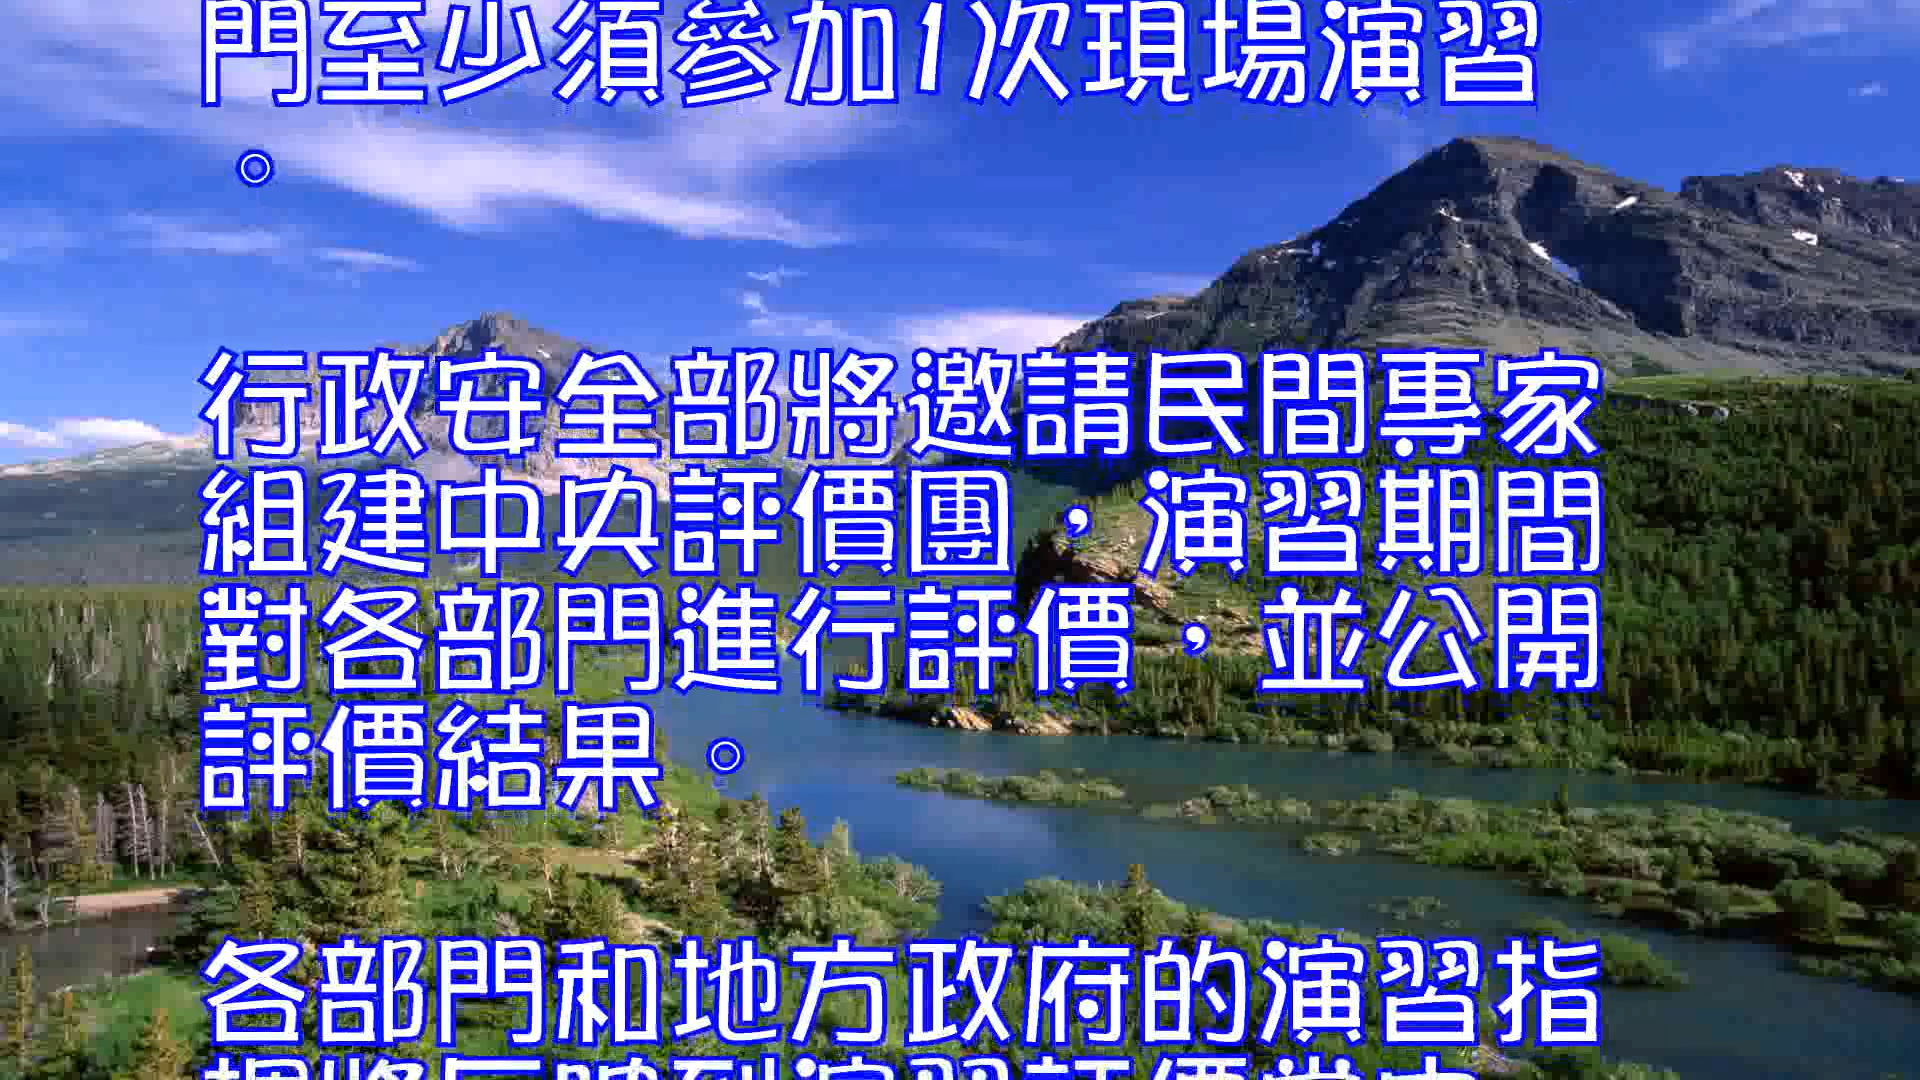 門至少須參加1次現場演習
。
行政安全部將邀請民間專家
組建中央評價團，演習期間
對各部門進行評價，並公開
評價結果。
各部門和地方政府的演習指